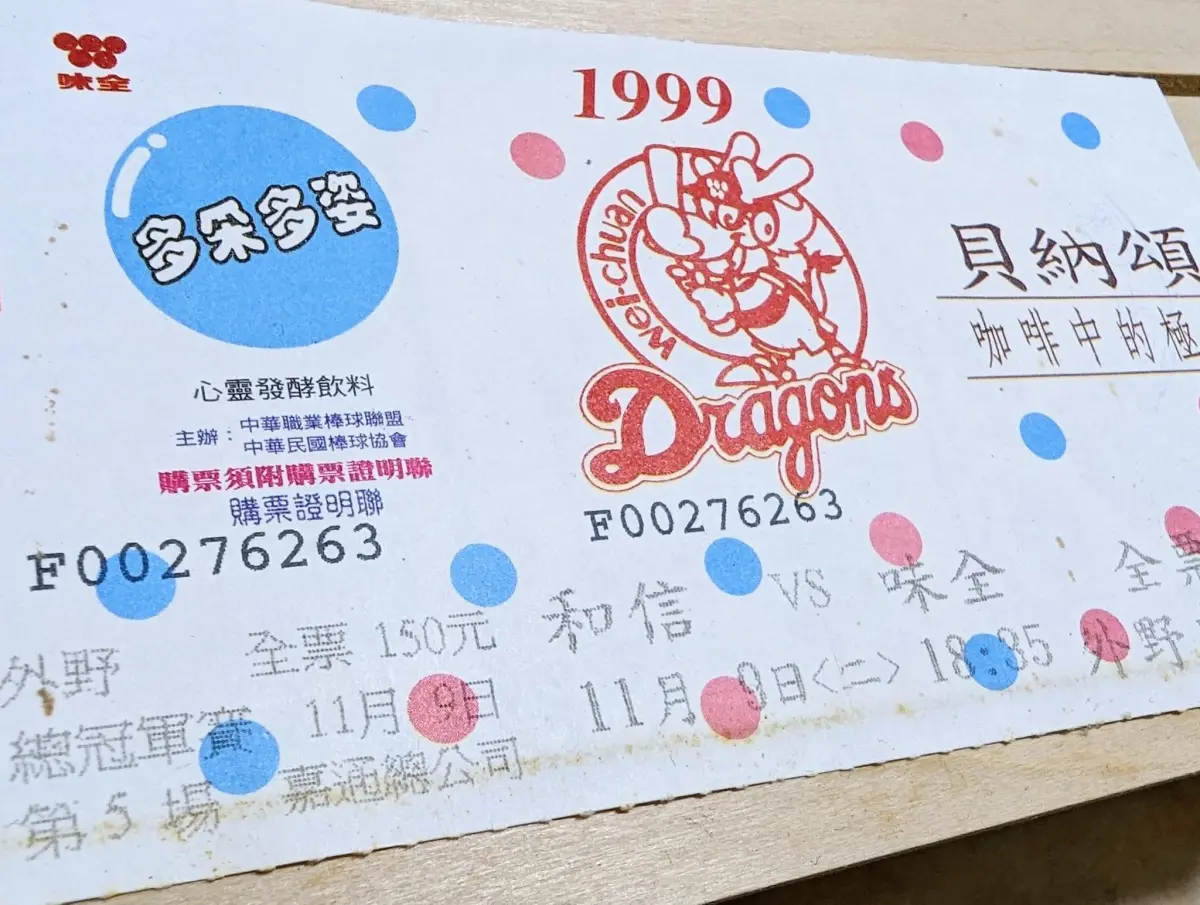 味全
多朵多姿
心靈發酵飲料
主辦：中華職業棒球聯盟
中華民國棒球協會
購票須附購票證明聯
購票證明聯
F00276263
外野 全票 150元
總冠軍賽 11月 9日
第 5 場 嘉通總公司
1999
wei-chuan
Dragons
F00276263
和信 VS 味全 全票
11月 9日<二> 18:35 外野
貝納頌
咖啡中的極